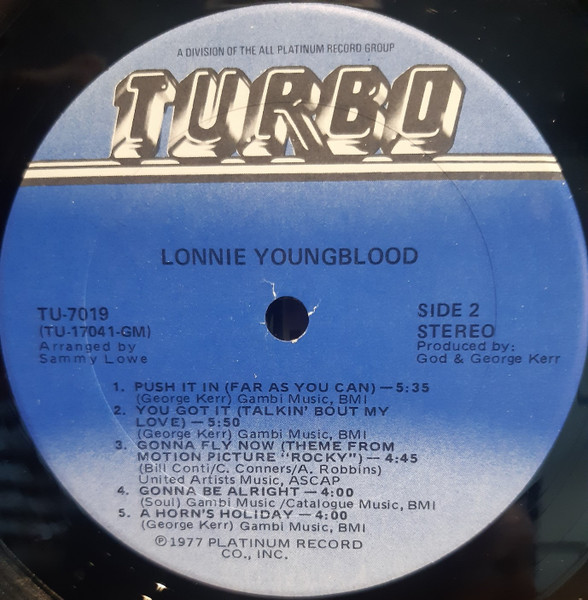 A DIVISION OF THE ALL PLATINUM RECORD GROUP
TURBO
LONNIE YOUNGBLOOD
TU-7019
(TU-17041-GM)
Arranged by
Sammy Lowe
SIDE 2
STEREO
Produced by:
God & George Kerr
1. PUSH IT IN (FAR AS YOU CAN) — 5:35
(George Kerr) Gambi Music, BMI
2. YOU GOT IT (TALKIN' BOUT MY
LOVE) — 5:50
(George Kerr) Gambi Music, BMI
3. GONNA FLY NOW (THEME FROM
MOTION PICTURE "ROCKY") — 4:45
(Bill Conti/C. Conners/A. Robbins)
United Artists Music, ASCAP
4. GONNA BE ALRIGHT — 4:00
(Soul) Gambi Music /Catalogue Music, BMI
5. A HORN'S HOLIDAY — 4:00
(George Kerr) Gambi Music, BMI
℗1977 PLATINUM RECORD
CO., INC.